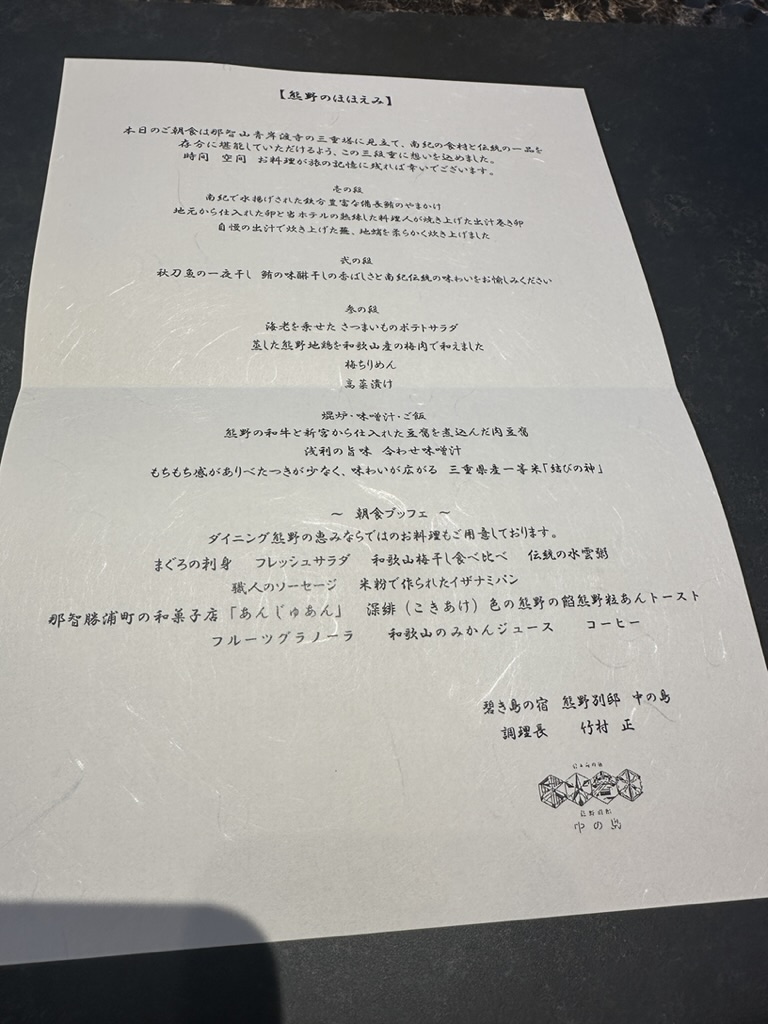 【熊野のほほえみ】
本日のご朝食は那智山青岸渡寺の三重塔に見立て、南紀の食材と伝統の一品を
存分に堪能していただけるよう、この三段重に想いを込めました。
時間　空間　お料理が旅の記憶に残れば幸いでございます。
壱の段
南紀で水揚げされた鉄分豊富な備長鮪のやまかけ
地元から仕入れた卵と当ホテルの熟練した料理人が焼き上げた出汁巻き卵
自慢の出汁で炊き上げた蕪、地蛸を柔らかく炊き上げました
弐の段
秋刀魚の一夜干し　鮪の味醂干しの香ばしさと南紀伝統の味わいをお愉しみください
参の段
海老を乗せた さつまいものポテトサラダ
蒸した熊野地鶏を和歌山産の梅肉で和えました
梅ちりめん
高菜漬け
焜炉・味噌汁・ご飯
熊野の和牛と新宮から仕入れた豆腐を煮込んだ肉豆腐
浅利の旨味　合わせ味噌汁
もちもち感がありべたつきが少なく、味わいが広がる　三重県産一等米「結びの神」
～　朝食ブッフェ　～
ダイニング熊野の恵みならではのお料理もご用意しております。
まぐろの刺身　フレッシュサラダ　和歌山梅干し食べ比べ　伝統の水雲粥
職人のソーセージ　米粉で作られたイザナミパン
那智勝浦町の和菓子店「あんじゅあん」　深緋（こきあけ）色の熊野の餡熊野粒あんトースト
フルーツグラノーラ　和歌山のみかんジュース　コーヒー
碧き島の宿　熊野別邸　中の島
調理長　竹村　正
熊野別邸
中の島